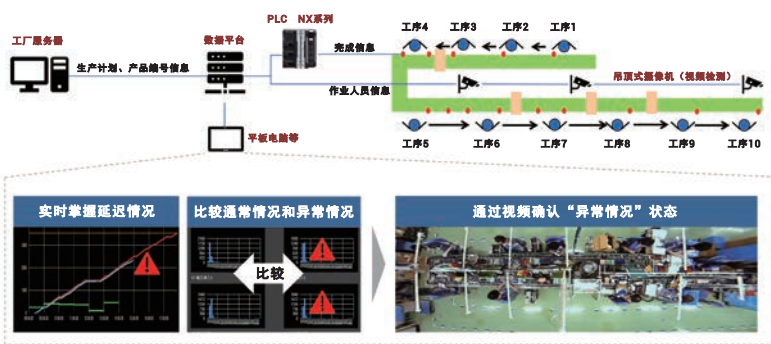 PLC NX系列
工序4
工序3
工序2
工序1
工厂服务器
数据平台
完成信息
生产计划、产品编号信息
作业人员信息
吊顶式摄像机（视频检测）
平板电脑等
工序5
工序6
工序7
工序8
工序9
工序10
实时掌握延迟情况
比较通常情况和异常情况
通过视频确认“异常情况”状态
比较